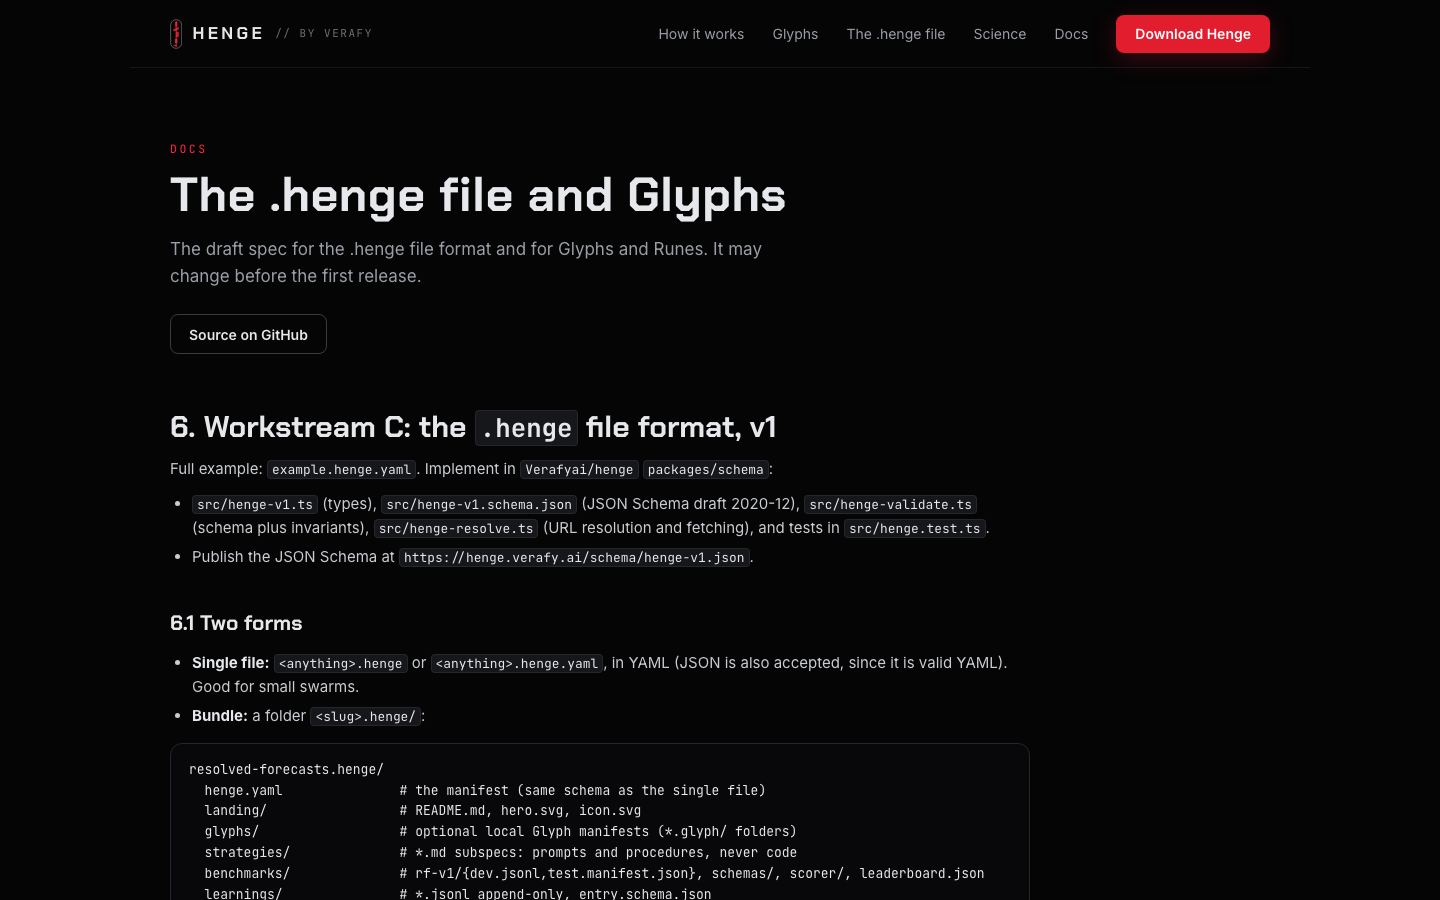 HENGE // BY VERAFY
How it works Glyphs The .henge file Science Docs Download Henge
DOCS
The .henge file and Glyphs
The draft spec for the .henge file format and for Glyphs and Runes. It may
change before the first release.
Source on GitHub
6. Workstream C: the .henge file format, v1
Full example: example.henge.yaml. Implement in Verafyai/henge packages/schema:
• src/henge-v1.ts (types), src/henge-v1.schema.json (JSON Schema draft 2020-12), src/henge-validate.ts
(schema plus invariants), src/henge-resolve.ts (URL resolution and fetching), and tests in src/henge.test.ts.
• Publish the JSON Schema at https://henge.verafy.ai/schema/henge-v1.json.
6.1 Two forms
• Single file: <anything>.henge or <anything>.henge.yaml, in YAML (JSON is also accepted, since it is valid YAML).
Good for small swarms.
• Bundle: a folder <slug>.henge/:
resolved-forecasts.henge/
henge.yaml # the manifest (same schema as the single file)
landing/ # README.md, hero.svg, icon.svg
glyphs/ # optional local Glyph manifests (*.glyph/ folders)
strategies/ # *.md subspecs: prompts and procedures, never code
benchmarks/ # rf-v1/{dev.jsonl,test.manifest.json}, schemas/, scorer/, leaderboard.json
learnings/ # *.jsonl append-only, entry.schema.json